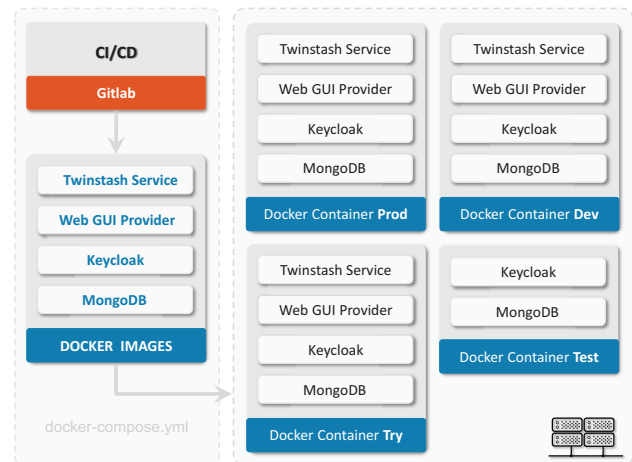 CI/CD
Gitlab
Twinstash Service
Web GUI Provider
Keycloak
MongoDB
DOCKER IMAGES
docker-compose.yml
Twinstash Service
Web GUI Provider
Keycloak
MongoDB
Docker Container Prod
Twinstash Service
Web GUI Provider
Keycloak
MongoDB
Docker Container Dev
Twinstash Service
Web GUI Provider
Keycloak
MongoDB
Docker Container Try
Keycloak
MongoDB
Docker Container Test